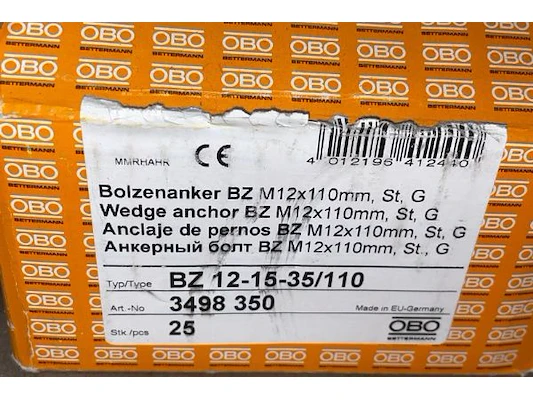 MMRHAHR CE
4 012196 412440
Bolzenanker BZ M12x110mm, St, G
Wedge anchor BZ M12x110mm, St, G
Anclaje de pernos BZ M12x110mm, St, G
Анкерный болт BZ M12x110mm, St., G
Typ/Type: BZ 12-15-35/110
Art.-No 3498 350 Made in EU-Germany
Stk./pos 25 OBO
BETTERMANN